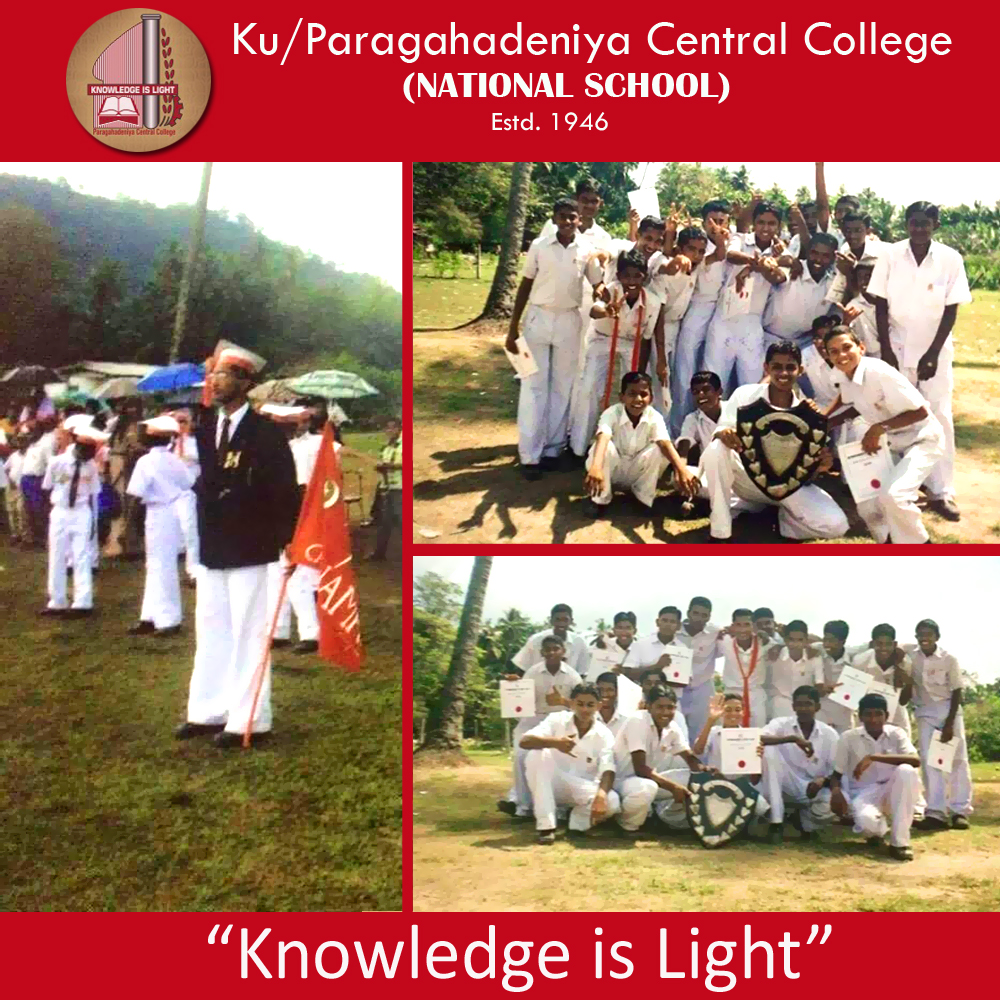 Ku/Paragahadeniya Central College
(NATIONAL SCHOOL)
Estd. 1946
KNOWLEDGE IS LIGHT
Paragahadeniya Central College
“Knowledge is Light”